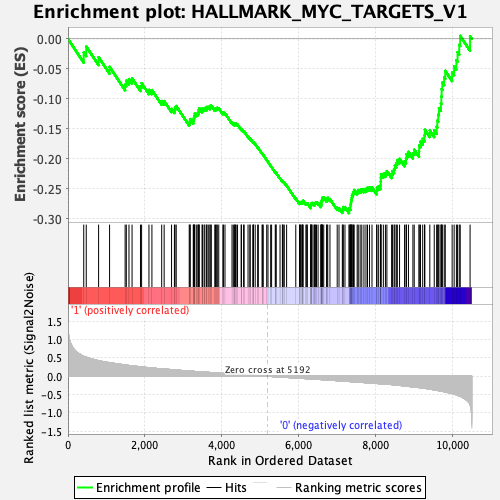 Enrichment plot: HALLMARK_MYC_TARGETS_V1
Enrichment score (ES)
0.00
-0.05
-0.10
-0.15
-0.20
-0.25
-0.30
'1' (positively correlated)
Ranked list metric (Signal2Noise)
1.5
1.0
0.5
0.0
-0.5
-1.0
-1.5
Zero cross at 5192
'0' (negatively correlated)
0
2,000
4,000
6,000
8,000
10,000
Rank in Ordered Dataset
Enrichment profile
Hits
Ranking metric scores